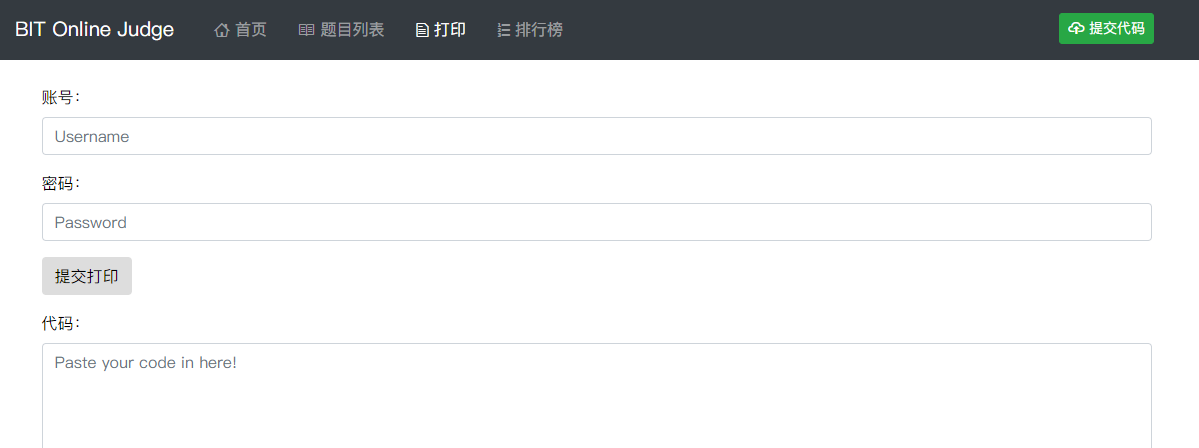 BIT Online Judge 首页 题目列表 打印 排行榜 提交代码
账号:
Username
密码:
Password
提交打印
代码:
Paste your code in here!